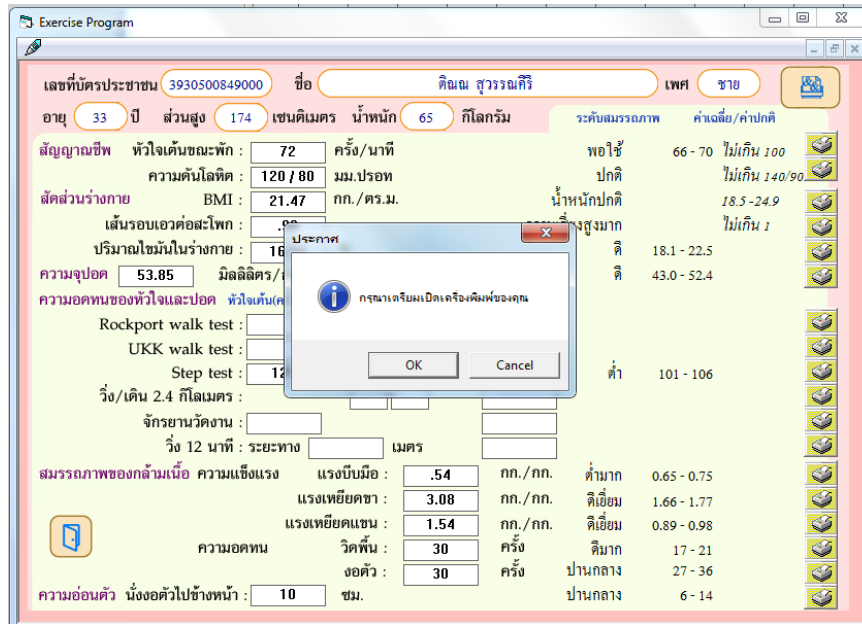 Exercise Program
เลขที่บัตรประชาชน 3930500849000 ชื่อ ติณณ สุวรรณศิริ เพศ ชาย
อายุ 33 ปี ส่วนสูง 174 เซนติเมตร น้ำหนัก 65 กิโลกรัม ระดับสมรรถภาพ ค่าเฉลี่ย/ค่าปกติ
สัญญาณชีพ หัวใจเต้นขณะพัก : 72 ครั้ง/นาที พอใช้ 66 - 70 ไม่เกิน 100
ความดันโลหิต : 120 / 80 มม.ปรอท ปกติ ไม่เกิน 140/90
สัดส่วนร่างกาย BMI : 21.47 กก./ตร.ม. น้ำหนักปกติ 18.5 -24.9
เส้นรอบเอวต่อสะโพก : สูงมาก ไม่เกิน 1
ประกาศ
ปริมาณไขมันในร่างกาย : 16 ดี 18.1 - 22.5
ความจุปอด 53.85 มิลลิลิตร/ ดี 43.0 - 52.4
กรุณาเตรียมเปิดเครื่องพิมพ์ของคุณ
ความอดทนของหัวใจและปอด หัวใจเต้น(ค
Rockport walk test :
UKK walk test :
OK Cancel
Step test : 12 ต่ำ 101 - 106
วิ่ง/เดิน 2.4 กิโลเมตร :
จักรยานวัดงาน :
วิ่ง 12 นาที : ระยะทาง เมตร
สมรรถภาพของกล้ามเนื้อ ความแข็งแรง แรงบีบมือ : .54 กก./กก. ต่ำมาก 0.65 - 0.75
แรงเหยียดขา : 3.08 กก./กก. ดีเยี่ยม 1.66 - 1.77
แรงเหยียดแขน : 1.54 กก./กก. ดีเยี่ยม 0.89 - 0.98
ความอดทน วิดพื้น : 30 ครั้ง ดีมาก 17 - 21
งอตัว : 30 ครั้ง ปานกลาง 27 - 36
ความอ่อนตัว นั่งงอตัวไปข้างหน้า : 10 ซม. ปานกลาง 6 - 14